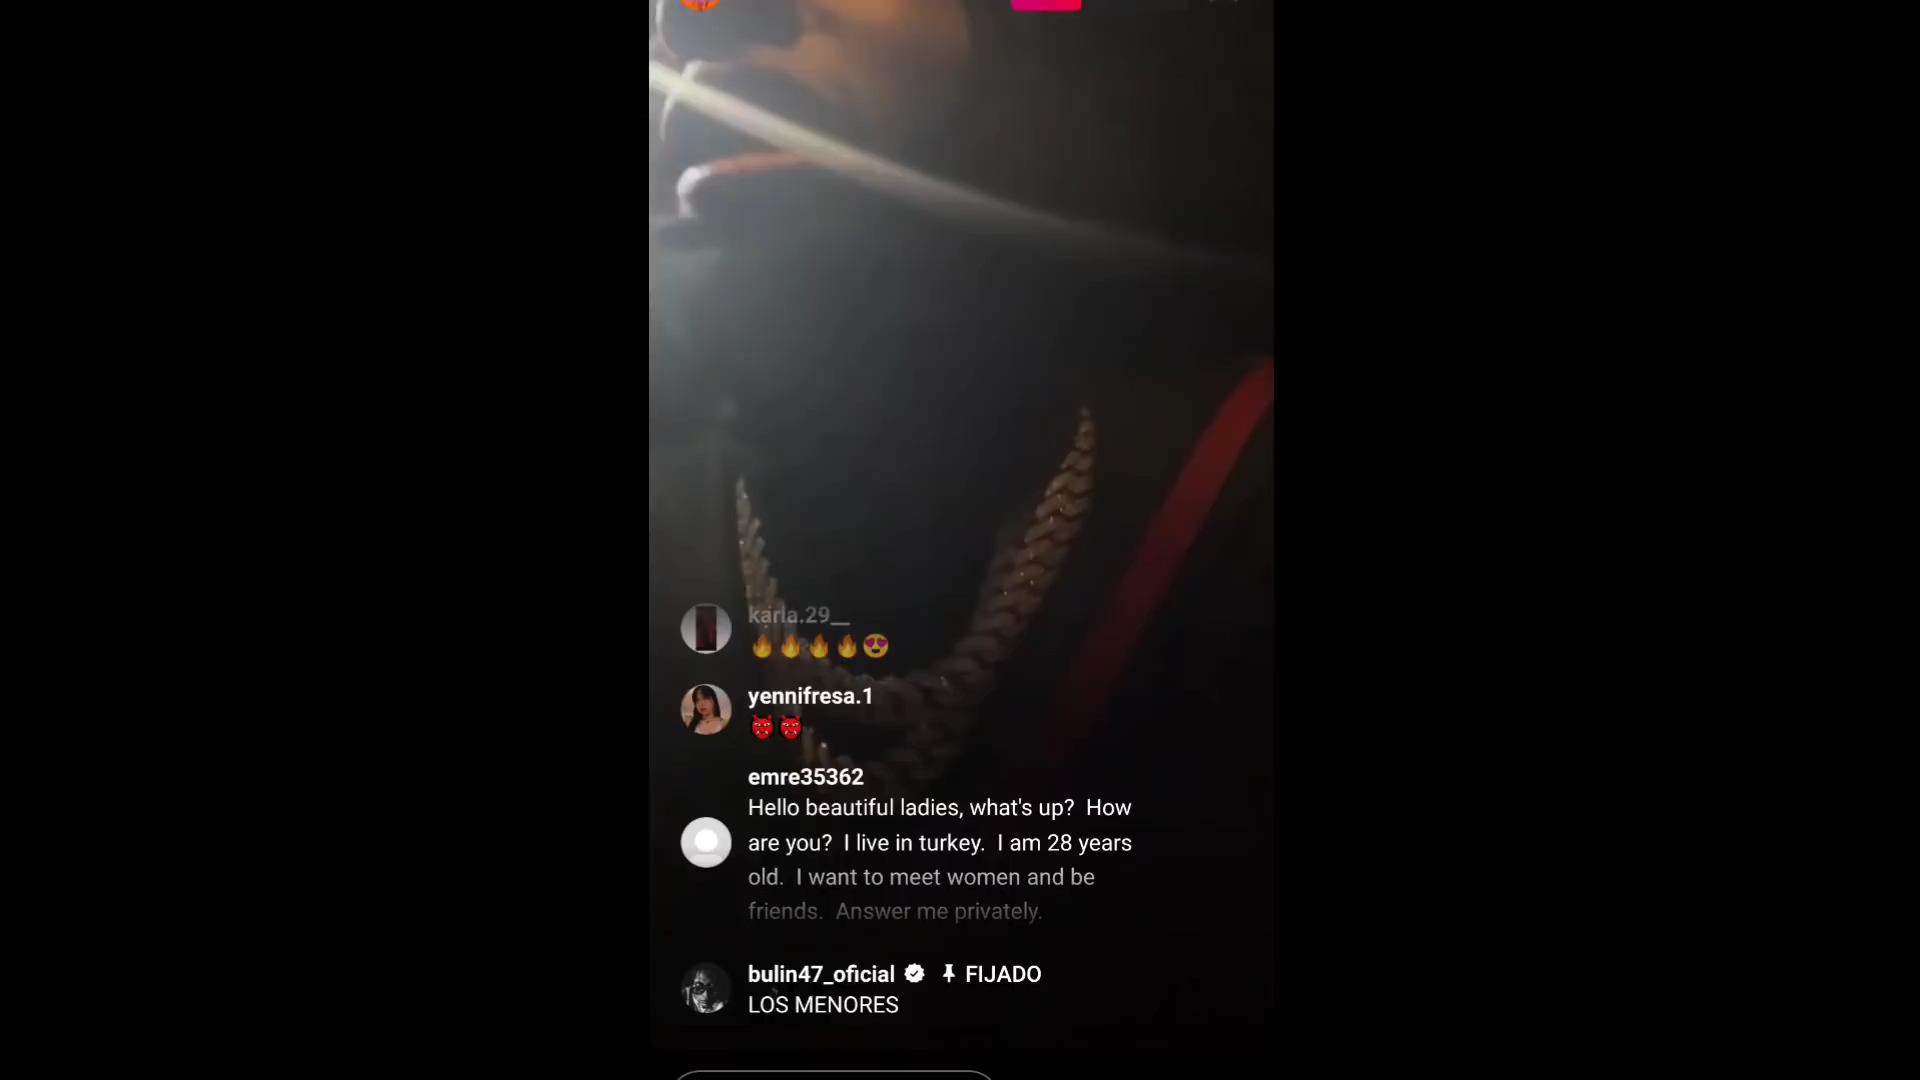 karla.29__
🔥🔥🔥🔥😍
yennifresa.1
👹👹
emre35362
Hello beautiful ladies, what's up?  How
are you?  I live in turkey.  I am 28 years
old.  I want to meet women and be
friends.  Answer me privately.
bulin47_oficial FIJADO
LOS MENORES